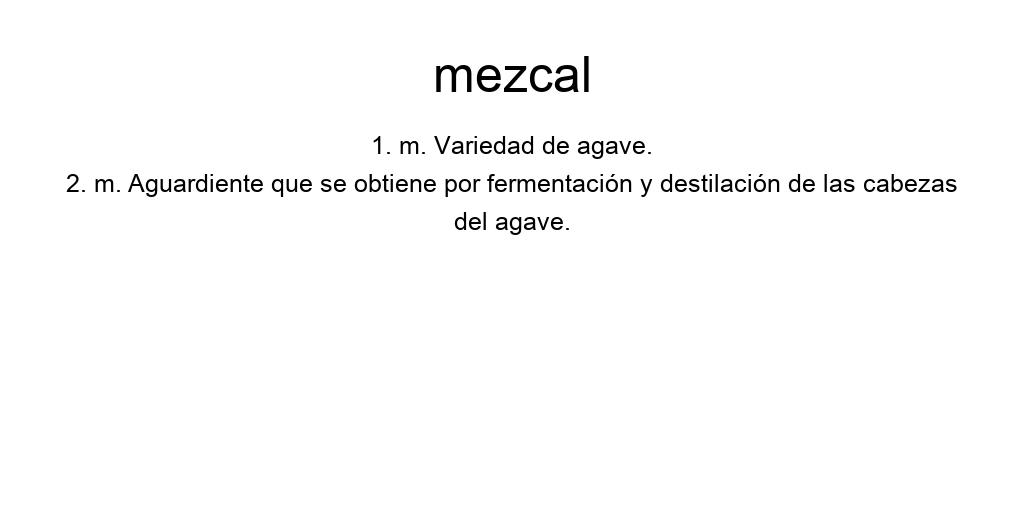 mezcal
1. m. Variedad de agave.
2. m. Aguardiente que se obtiene por fermentación y destilación de las cabezas
del agave.